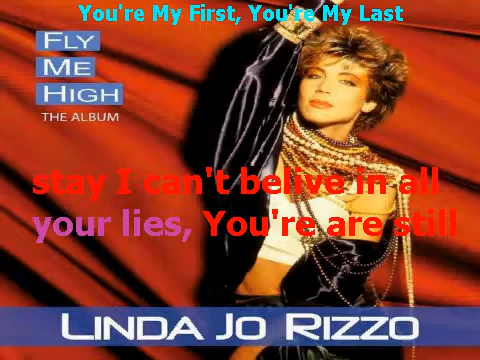 You're My First, You're My Last
FLY
ME
HIGH
THE ALBUM
stay I can't belive in all
your lies, You're are still
LINDA JO RIZZO